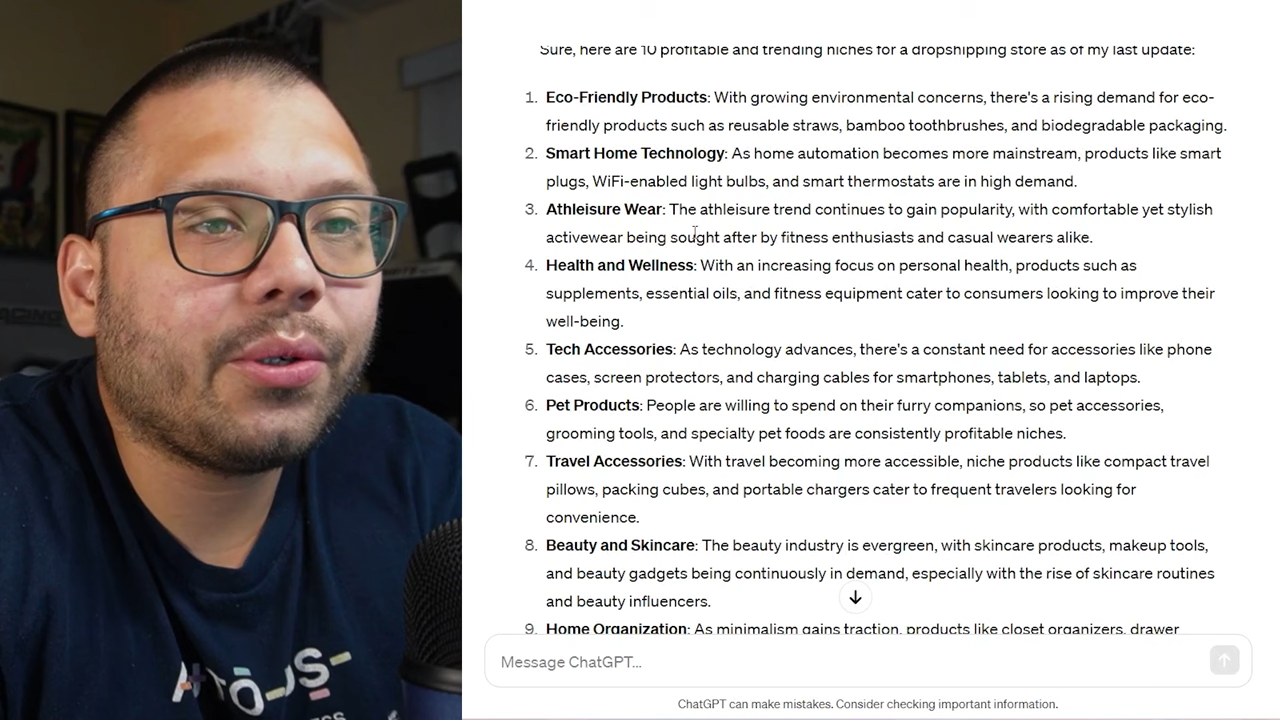 Sure, here are 10 profitable and trending niches for a dropshipping store as of my last update:
1. Eco-Friendly Products: With growing environmental concerns, there's a rising demand for eco-
friendly products such as reusable straws, bamboo toothbrushes, and biodegradable packaging.
2. Smart Home Technology: As home automation becomes more mainstream, products like smart
plugs, WiFi-enabled light bulbs, and smart thermostats are in high demand.
3. Athleisure Wear: The athleisure trend continues to gain popularity, with comfortable yet stylish
activewear being sought after by fitness enthusiasts and casual wearers alike.
4. Health and Wellness: With an increasing focus on personal health, products such as
supplements, essential oils, and fitness equipment cater to consumers looking to improve their
well-being.
5. Tech Accessories: As technology advances, there's a constant need for accessories like phone
cases, screen protectors, and charging cables for smartphones, tablets, and laptops.
6. Pet Products: People are willing to spend on their furry companions, so pet accessories,
grooming tools, and specialty pet foods are consistently profitable niches.
7. Travel Accessories: With travel becoming more accessible, niche products like compact travel
pillows, packing cubes, and portable chargers cater to frequent travelers looking for
convenience.
8. Beauty and Skincare: The beauty industry is evergreen, with skincare products, makeup tools,
and beauty gadgets being continuously in demand, especially with the rise of skincare routines
and beauty influencers.
9. Home Organization: As minimalism gains traction, products like closet organizers, drawer
Message ChatGPT...
ChatGPT can make mistakes. Consider checking important information.